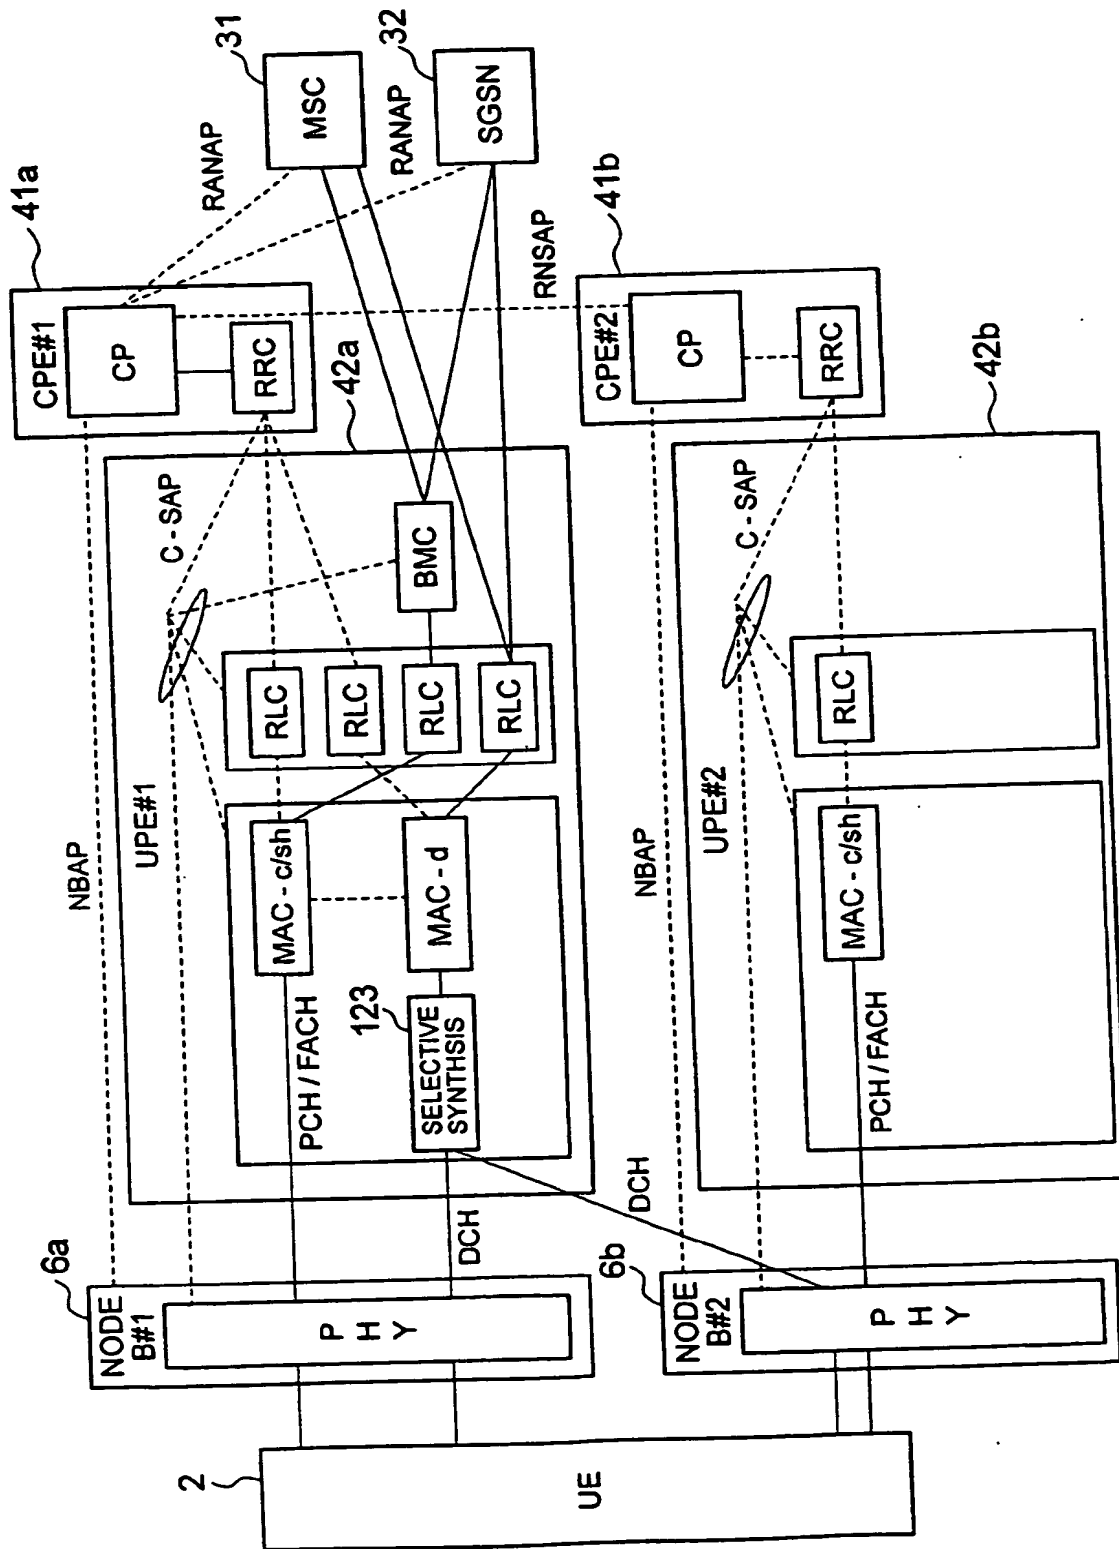 2
UE
6a
NODE
B#1
P
H
Y
6b
NODE
B#2
P
H
Y
NBAP
DCH
DCH
NBAP
UPE#1
PCH / FACH
123
SELECTIVE
SYNTHSIS
MAC - c/sh
MAC - d
RLC
RLC
RLC
RLC
BMC
C - SAP
42a
UPE#2
PCH / FACH
MAC - c/sh
RLC
C - SAP
42b
CPE#1
CP
RRC
41a
RNSAP
CPE#2
CP
RRC
41b
RANAP
RANAP
MSC
31
SGSN
32